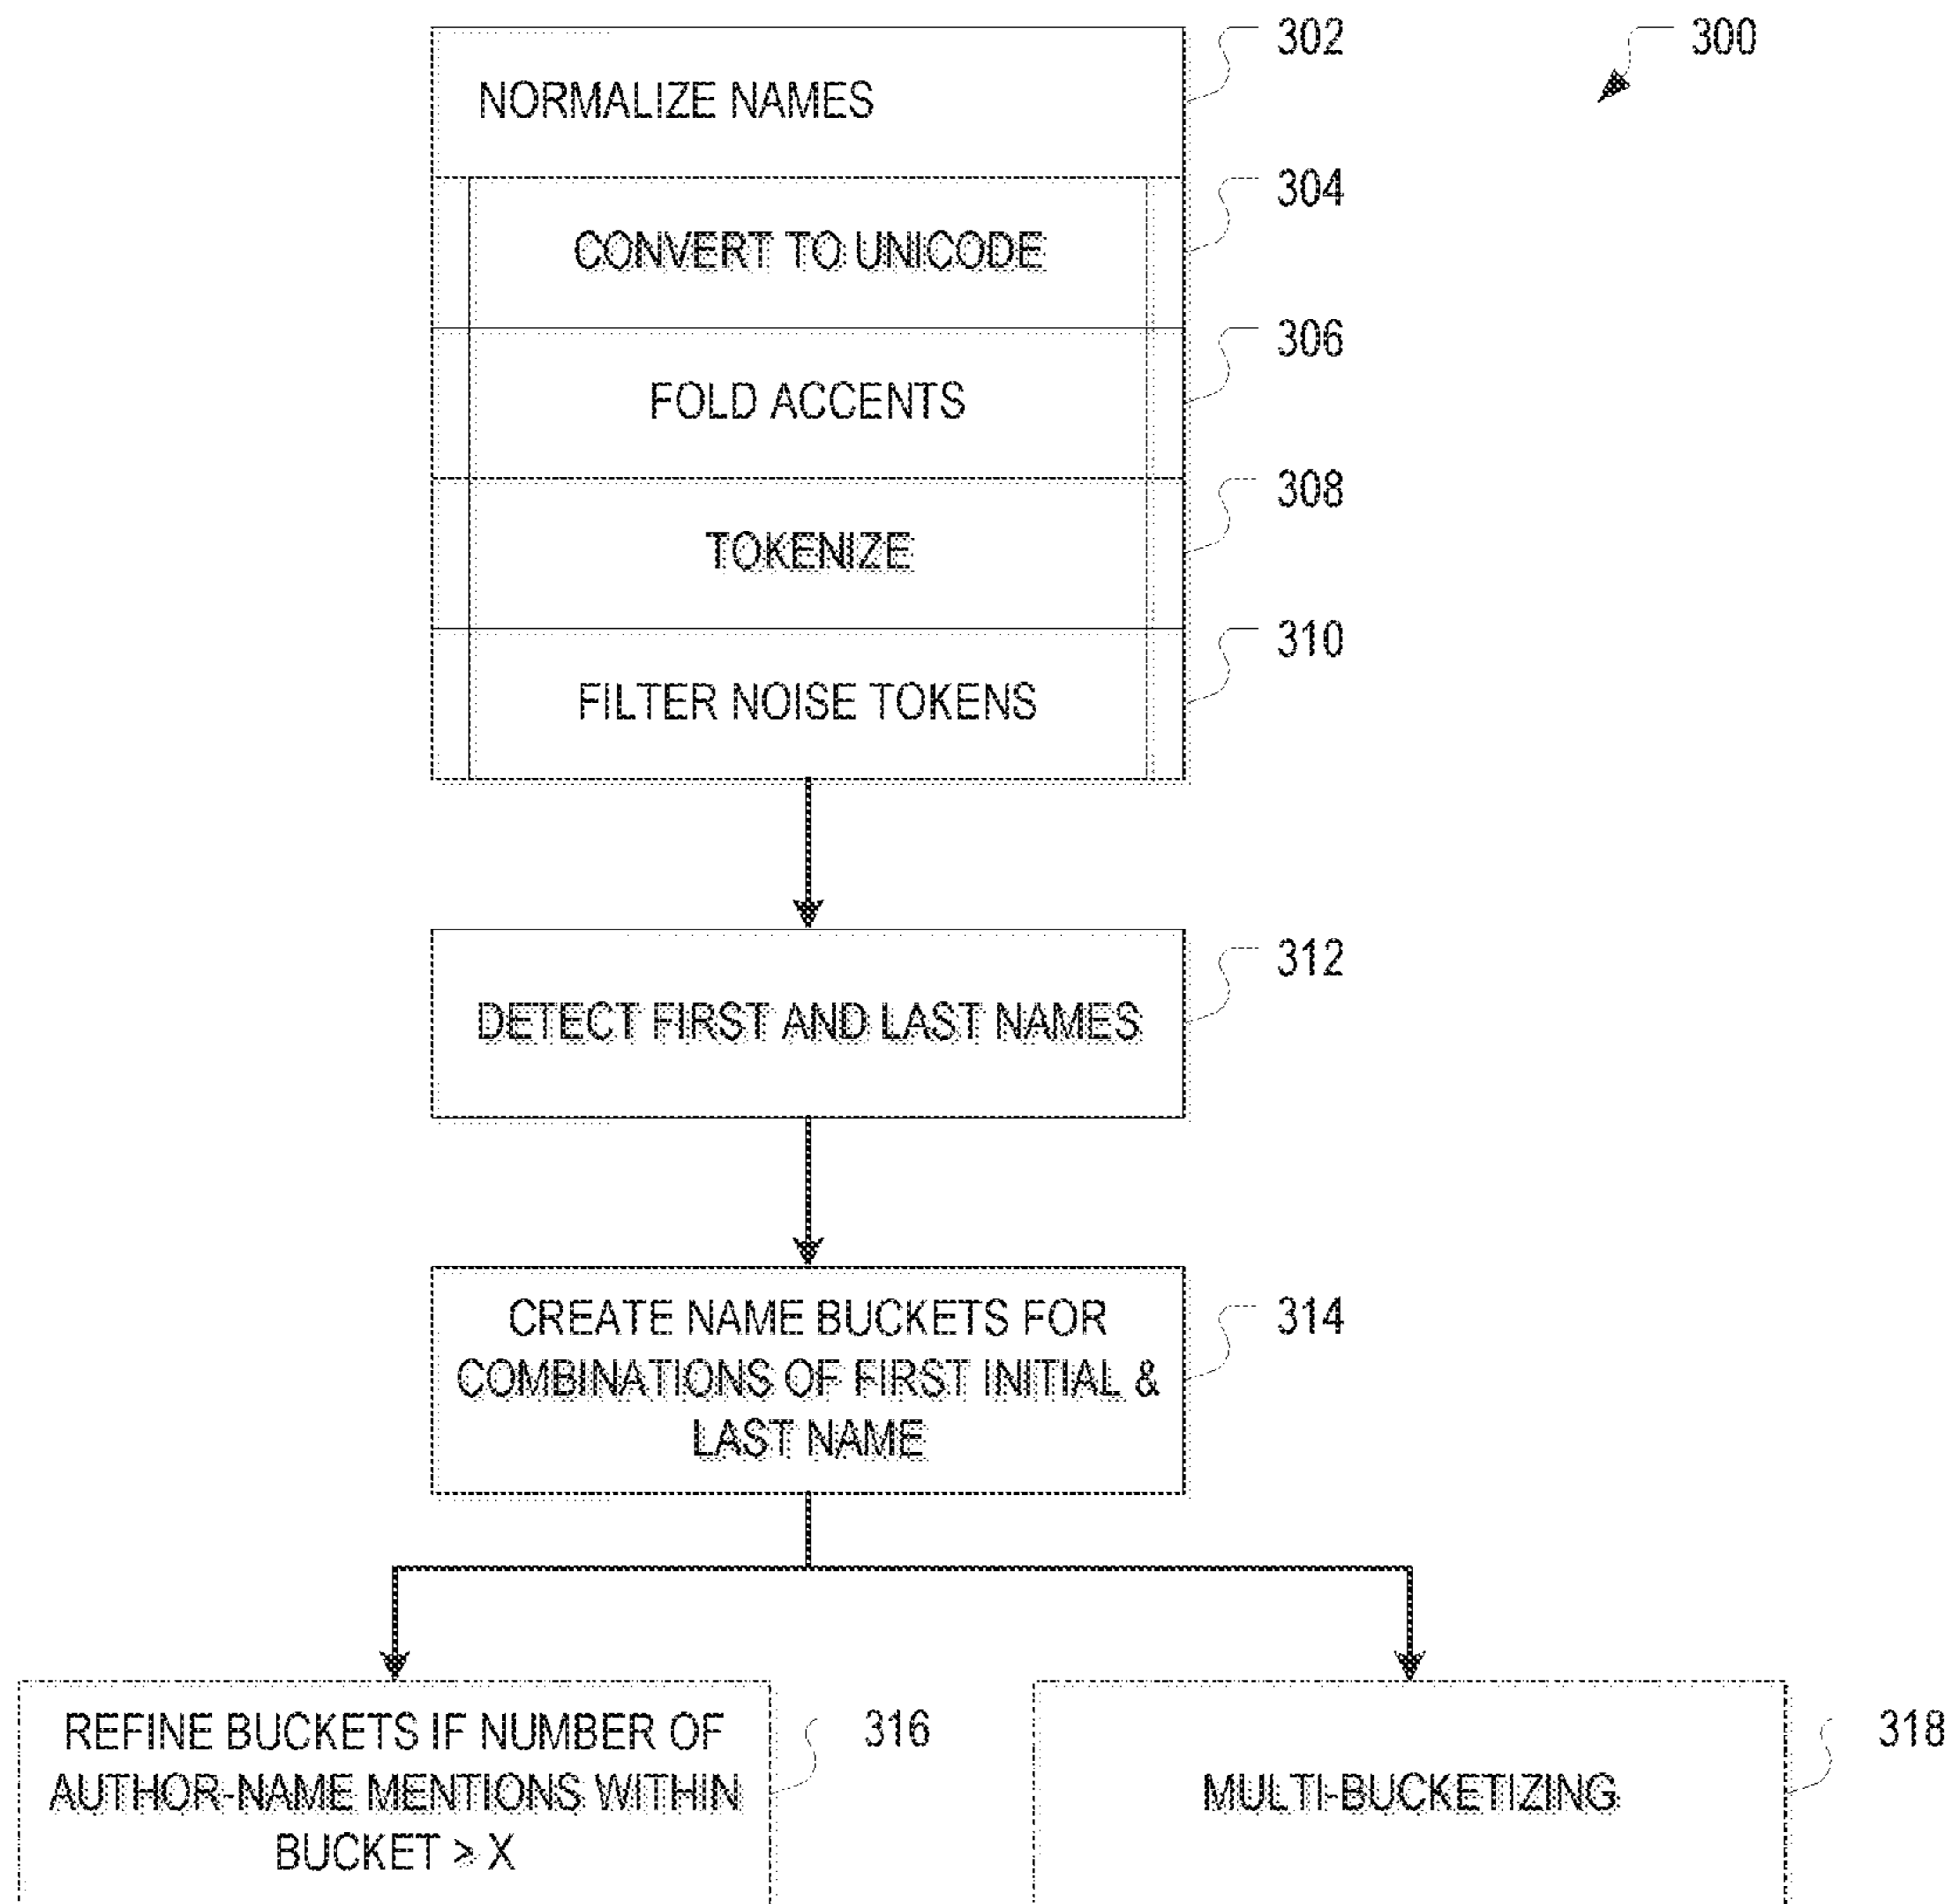 302
300
NORMALIZE NAMES
304
CONVERT TO UNICODE
306
FOLD ACCENTS
308
TOKENIZE
310
FILTER NOISE TOKENS
312
DETECT FIRST AND LAST NAMES
314
CREATE NAME BUCKETS FOR
COMBINATIONS OF FIRST INITIAL &
LAST NAME
316
REFINE BUCKETS IF NUMBER OF
AUTHOR-NAME MENTIONS WITHIN
BUCKET > X
318
MULTI-BUCKETIZING